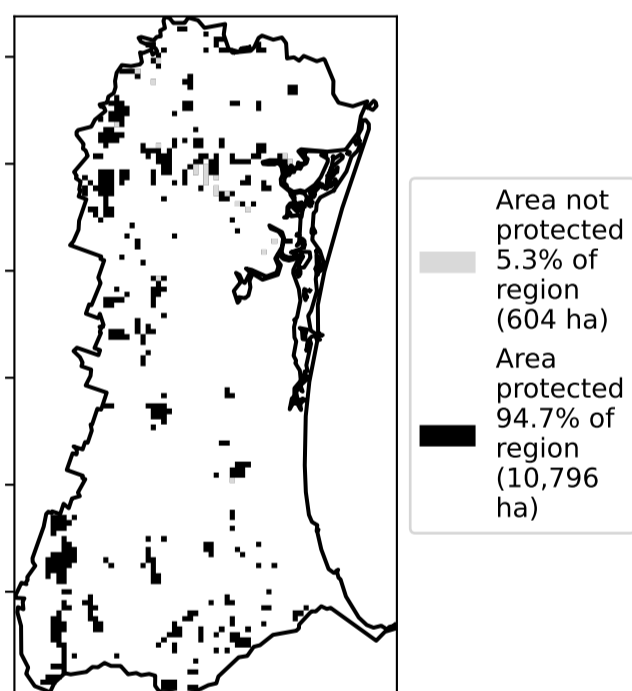 Area not
protected
5.3% of
region
(604 ha)
Area
protected
94.7% of
region
(10,796
ha)